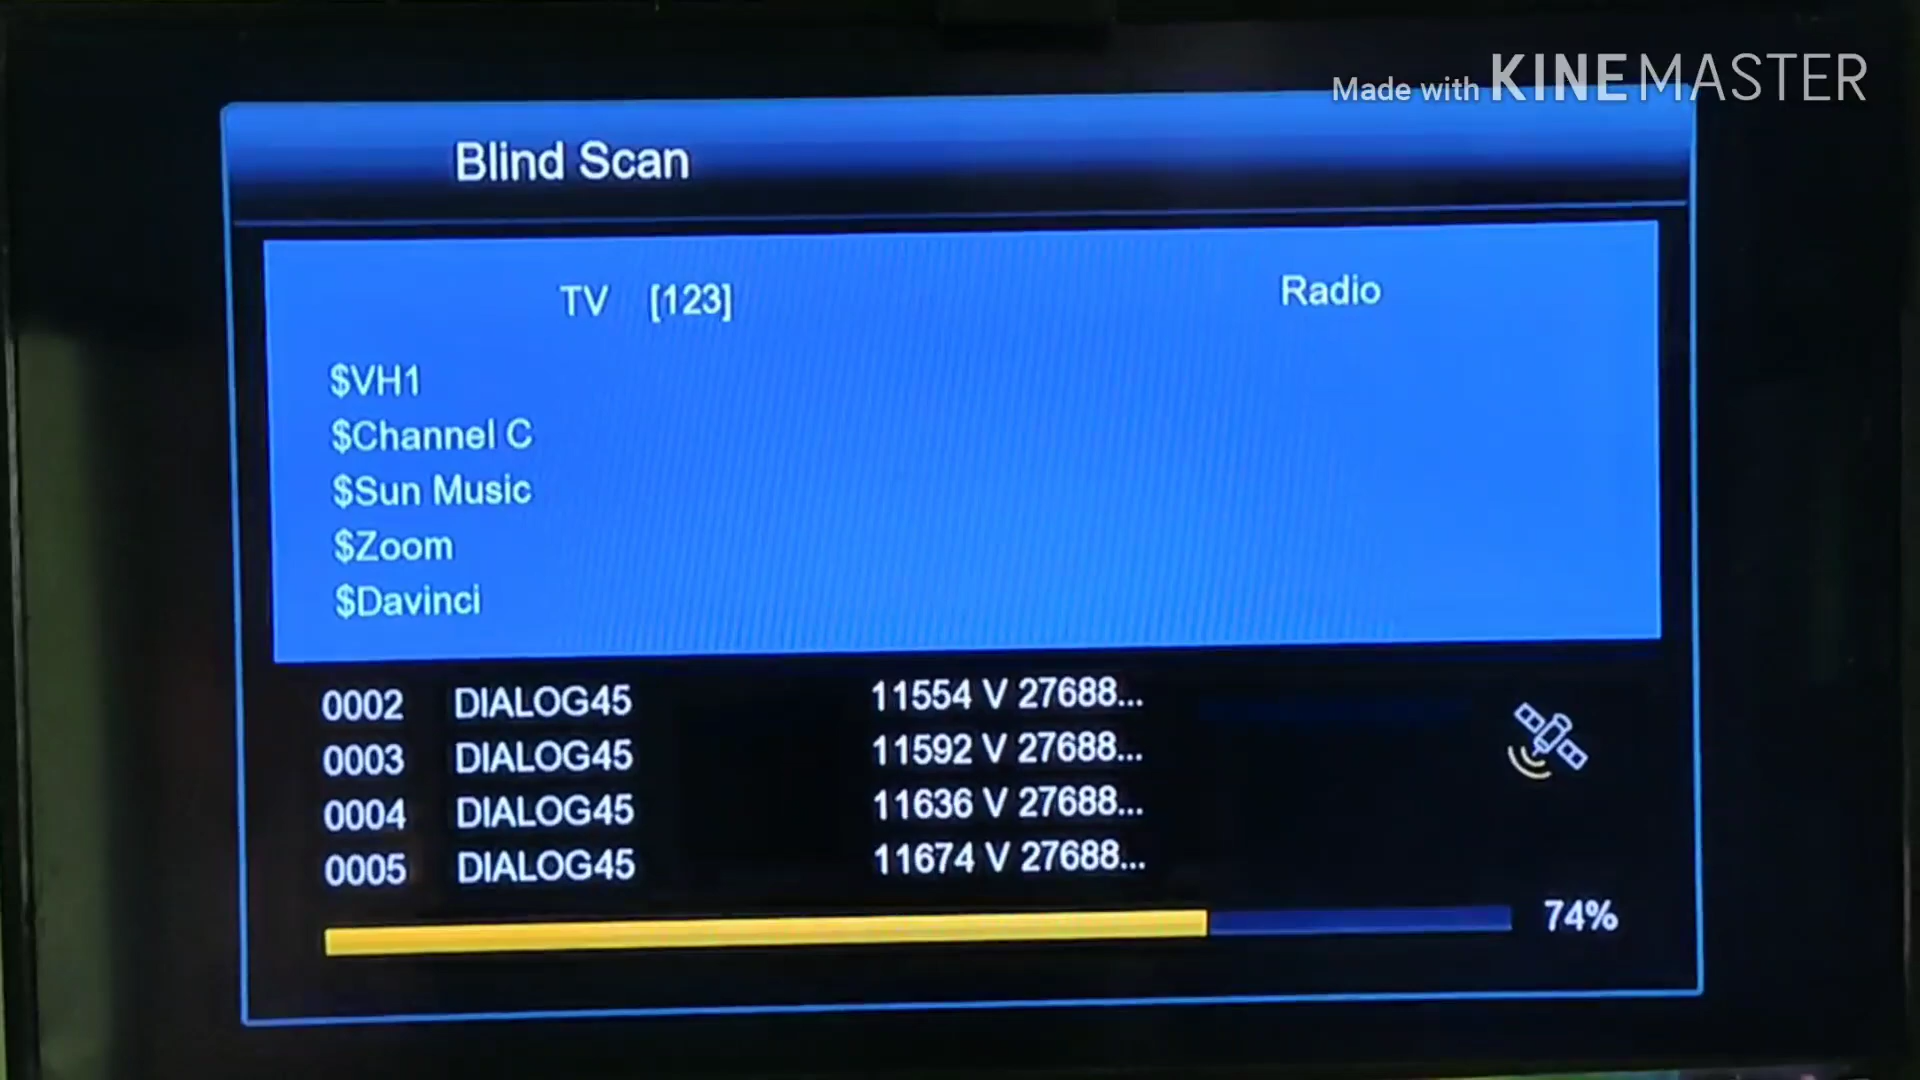 Made with KINEMASTER
Blind Scan
TV [123] Radio
$VH1
$Channel C
$Sun Music
$Zoom
$Davinci
0002 DIALOG45 11554 V 27688...
0003 DIALOG45 11592 V 27688...
0004 DIALOG45 11636 V 27688...
0005 DIALOG45 11674 V 27688...
74%